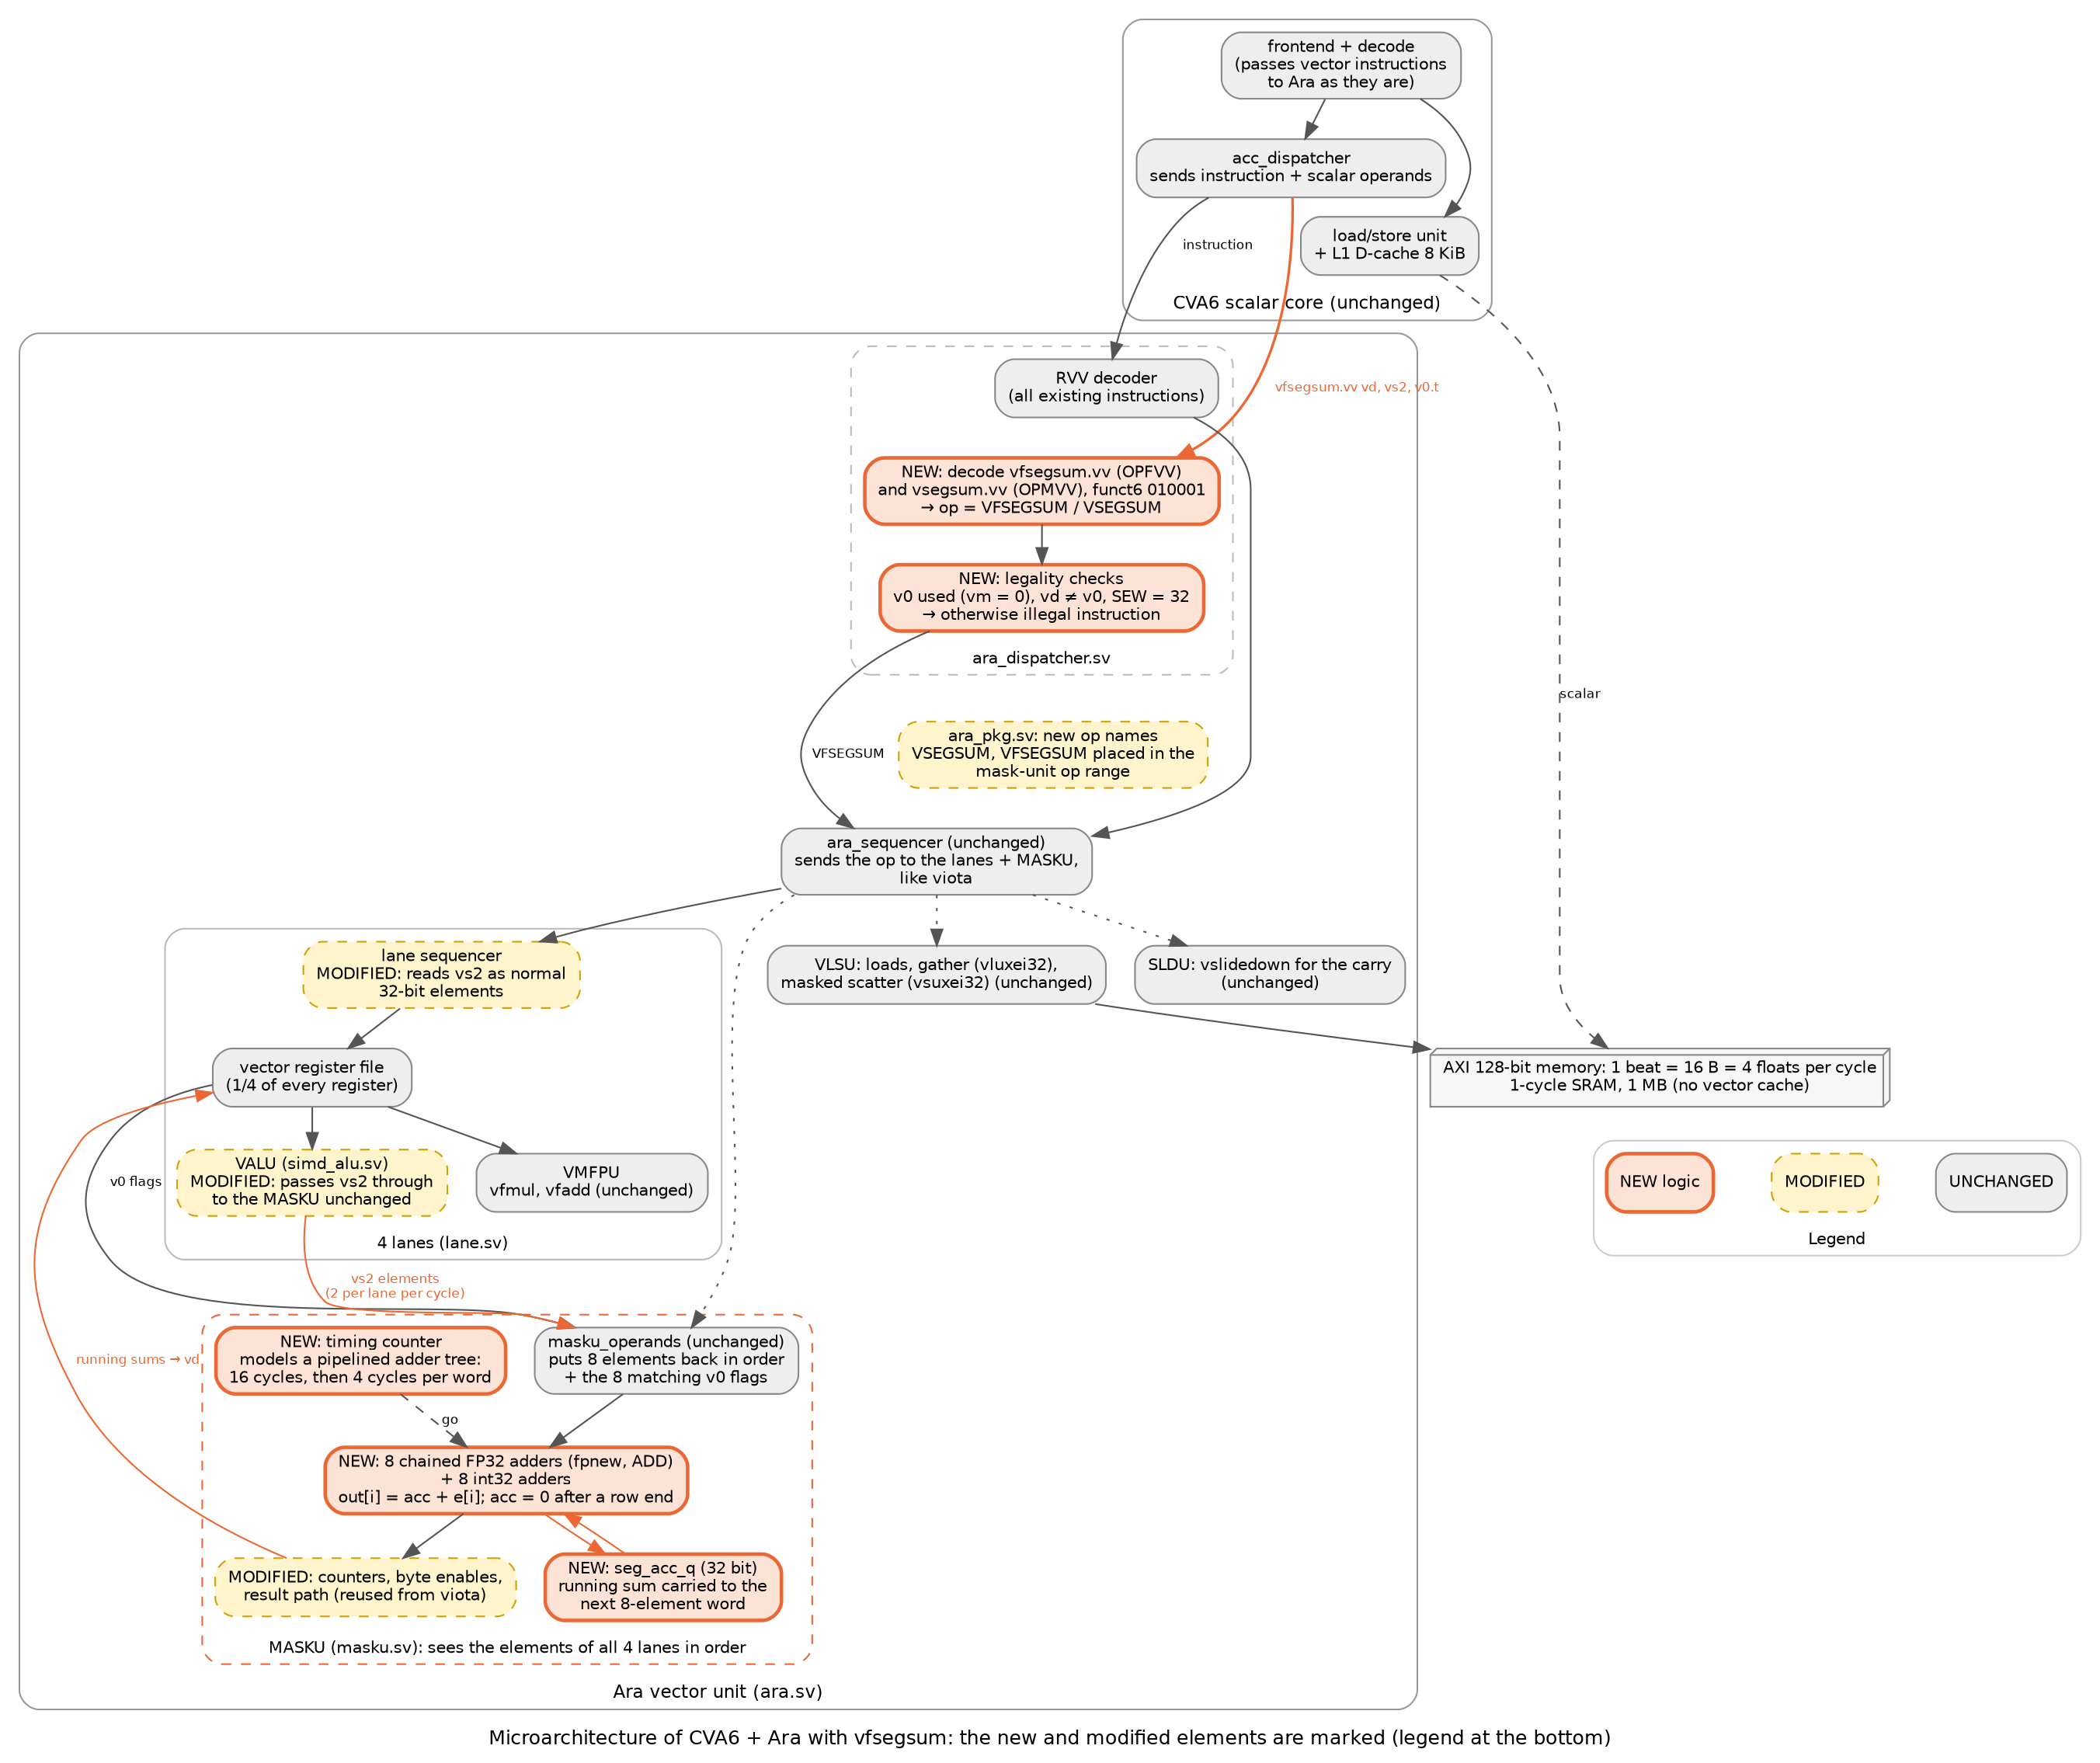 frontend + decode
(passes vector instructions
to Ara as they are)
acc_dispatcher
sends instruction + scalar operands
load/store unit
+ L1 D-cache 8 KiB
instruction
CVA6 scalar core (unchanged)
RVV decoder
(all existing instructions)
vfsegsum.vv vd, vs2, v0.t
NEW: decode vfsegsum.vv (OPFVV)
and vsegsum.vv (OPMVV), funct6 010001
→ op = VFSEGSUM / VSEGSUM
NEW: legality checks
v0 used (vm = 0), vd ≠ v0, SEW = 32
→ otherwise illegal instruction
ara_dispatcher.sv
scalar
VFSEGSUM
ara_pkg.sv: new op names
VSEGSUM, VFSEGSUM placed in the
mask-unit op range
ara_sequencer (unchanged)
sends the op to the lanes + MASKU,
like viota
lane sequencer
MODIFIED: reads vs2 as normal
32-bit elements
VLSU: loads, gather (vluxei32),
masked scatter (vsuxei32) (unchanged)
SLDU: vslidedown for the carry
(unchanged)
vector register file
(1/4 of every register)
AXI 128-bit memory: 1 beat = 16 B = 4 floats per cycle
1-cycle SRAM, 1 MB (no vector cache)
v0 flags
VALU (simd_alu.sv)
MODIFIED: passes vs2 through
to the MASKU unchanged
VMFPU
vfmul, vfadd (unchanged)
NEW logic
MODIFIED
UNCHANGED
Legend
4 lanes (lane.sv)
vs2 elements
(2 per lane per cycle)
running sums → vd
NEW: timing counter
models a pipelined adder tree:
16 cycles, then 4 cycles per word
masku_operands (unchanged)
puts 8 elements back in order
+ the 8 matching v0 flags
go
NEW: 8 chained FP32 adders (fpnew, ADD)
+ 8 int32 adders
out[i] = acc + e[i]; acc = 0 after a row end
MODIFIED: counters, byte enables,
result path (reused from viota)
NEW: seg_acc_q (32 bit)
running sum carried to the
next 8-element word
MASKU (masku.sv): sees the elements of all 4 lanes in order
Ara vector unit (ara.sv)
Microarchitecture of CVA6 + Ara with vfsegsum: the new and modified elements are marked (legend at the bottom)